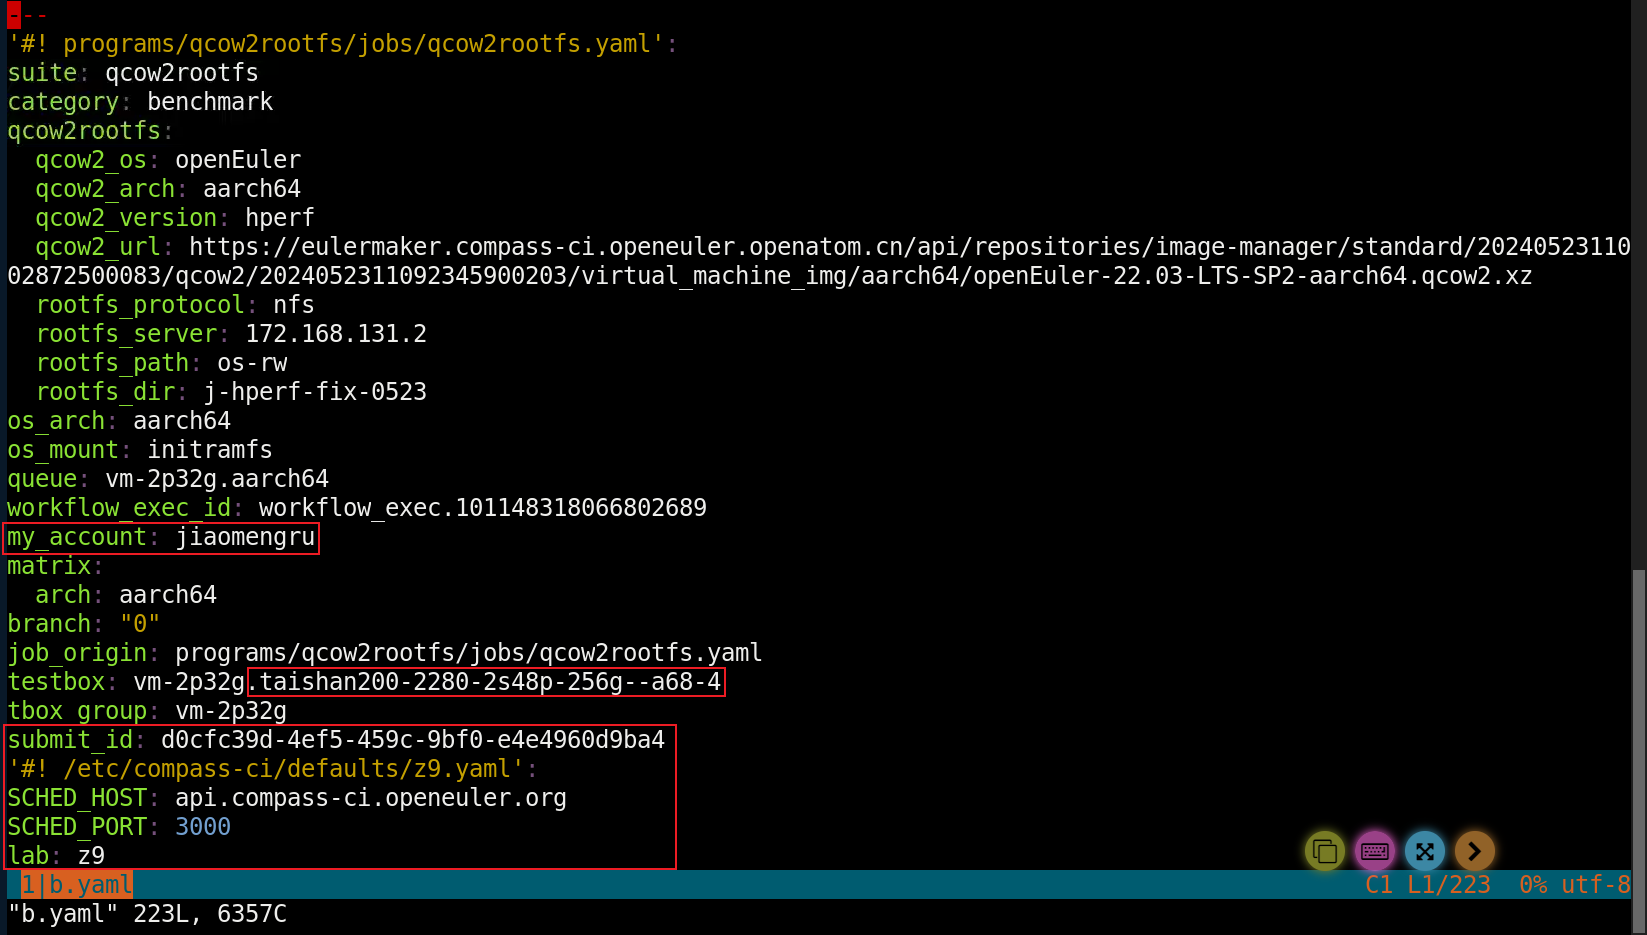 ---
'#! programs/qcow2rootfs/jobs/qcow2rootfs.yaml':
suite: qcow2rootfs
category: benchmark
qcow2rootfs:
  qcow2_os: openEuler
  qcow2_arch: aarch64
  qcow2_version: hperf
  qcow2_url: https://eulermaker.compass-ci.openeuler.openatom.cn/api/repositories/image-manager/standard/20240523110
02872500083/qcow2/2024052311092345900203/virtual_machine_img/aarch64/openEuler-22.03-LTS-SP2-aarch64.qcow2.xz
  rootfs_protocol: nfs
  rootfs_server: 172.168.131.2
  rootfs_path: os-rw
  rootfs_dir: j-hperf-fix-0523
os_arch: aarch64
os_mount: initramfs
queue: vm-2p32g.aarch64
workflow_exec_id: workflow_exec.101148318066802689
my_account: jiaomengru
matrix:
  arch: aarch64
branch: "0"
job_origin: programs/qcow2rootfs/jobs/qcow2rootfs.yaml
testbox: vm-2p32g.taishan200-2280-2s48p-256g--a68-4
tbox_group: vm-2p32g
submit_id: d0cfc39d-4ef5-459c-9bf0-e4e4960d9ba4
'#! /etc/compass-ci/defaults/z9.yaml':
SCHED_HOST: api.compass-ci.openeuler.org
SCHED_PORT: 3000
lab: z9
1|b.yaml C1 L1/223 0% utf-8
"b.yaml" 223L, 6357C